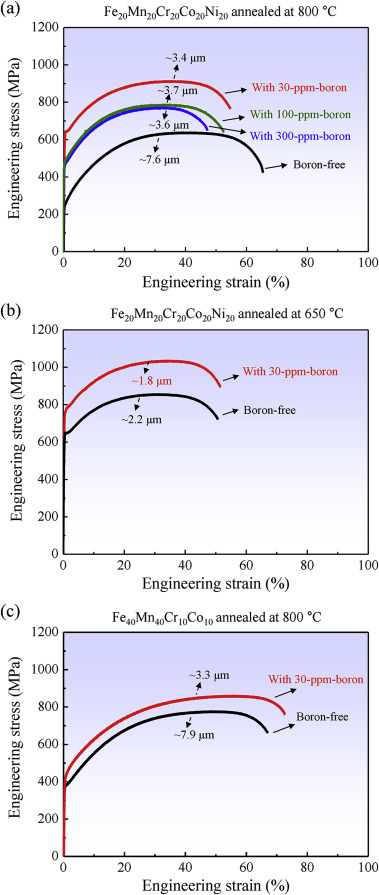 (a)
Fe20Mn20Cr20Co20Ni20 annealed at 800 °C
Engineering stress (MPa)
1200
1000
800
600
400
200
0
~3.4 μm
~3.7 μm
~3.6 μm
~7.6 μm
With 30-ppm-boron
With 100-ppm-boron
With 300-ppm-boron
Boron-free
0 20 40 60 80 100
Engineering strain (%)
(b)
Fe20Mn20Cr20Co20Ni20 annealed at 650 °C
Engineering stress (MPa)
1200
1000
800
600
400
200
0
~1.8 μm
With 30-ppm-boron
Boron-free
~2.2 μm
0 20 40 60 80 100
Engineering strain (%)
(c)
Fe40Mn40Cr10Co10 annealed at 800 °C
Engineering stress (MPa)
1200
1000
800
600
400
200
0
~3.3 μm
With 30-ppm-boron
Boron-free
~7.9 μm
0 20 40 60 80 100
Engineering strain (%)